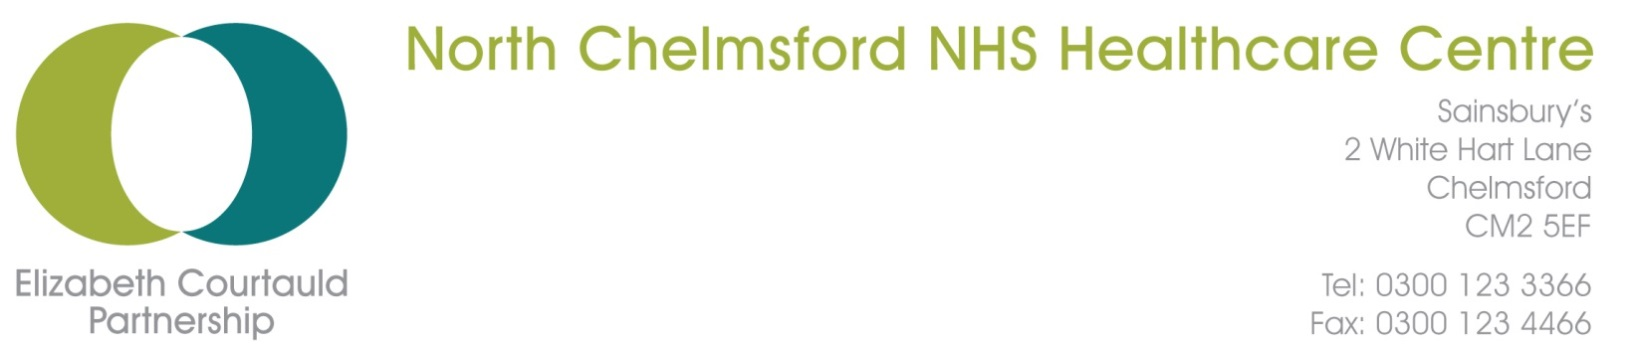 North Chelmsford NHS Healthcare Centre
Sainsbury's
2 White Hart Lane
Chelmsford
CM2 5EF
Tel: 0300 123 3366
Fax: 0300 123 4466
Elizabeth Courtauld
Partnership